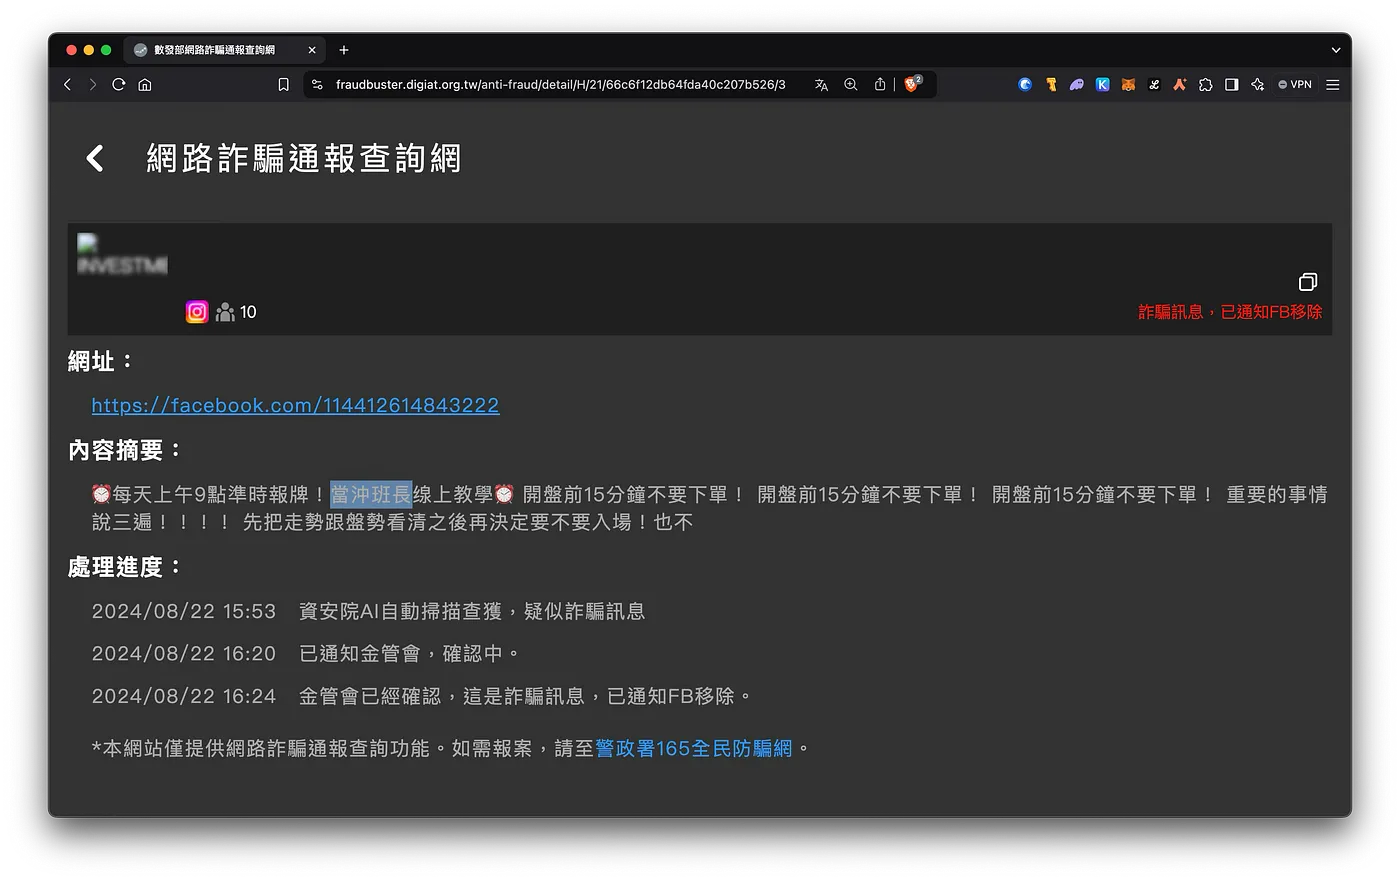 數發部網路詐騙通報查詢網
fraudbuster.digiat.org.tw/anti-fraud/detail/H/21/66c6f12db64fda40c207b526/3
2
VPN
網路詐騙通報查詢網
INVESTME
10
詐騙訊息，已通知FB移除
網址：
https://facebook.com/114412614843222
內容摘要：
⏰每天上午9點準時報牌！當沖班長线上教學⏰ 開盤前15分鐘不要下單！ 開盤前15分鐘不要下單！ 開盤前15分鐘不要下單！ 重要的事情
說三遍！！！！ 先把走勢跟盤勢看清之後再決定要不要入場！也不
處理進度：
2024/08/22 15:53 資安院AI自動掃描查獲，疑似詐騙訊息
2024/08/22 16:20 已通知金管會，確認中。
2024/08/22 16:24 金管會已經確認，這是詐騙訊息，已通知FB移除。
*本網站僅提供網路詐騙通報查詢功能。如需報案，請至警政署165全民防騙網。